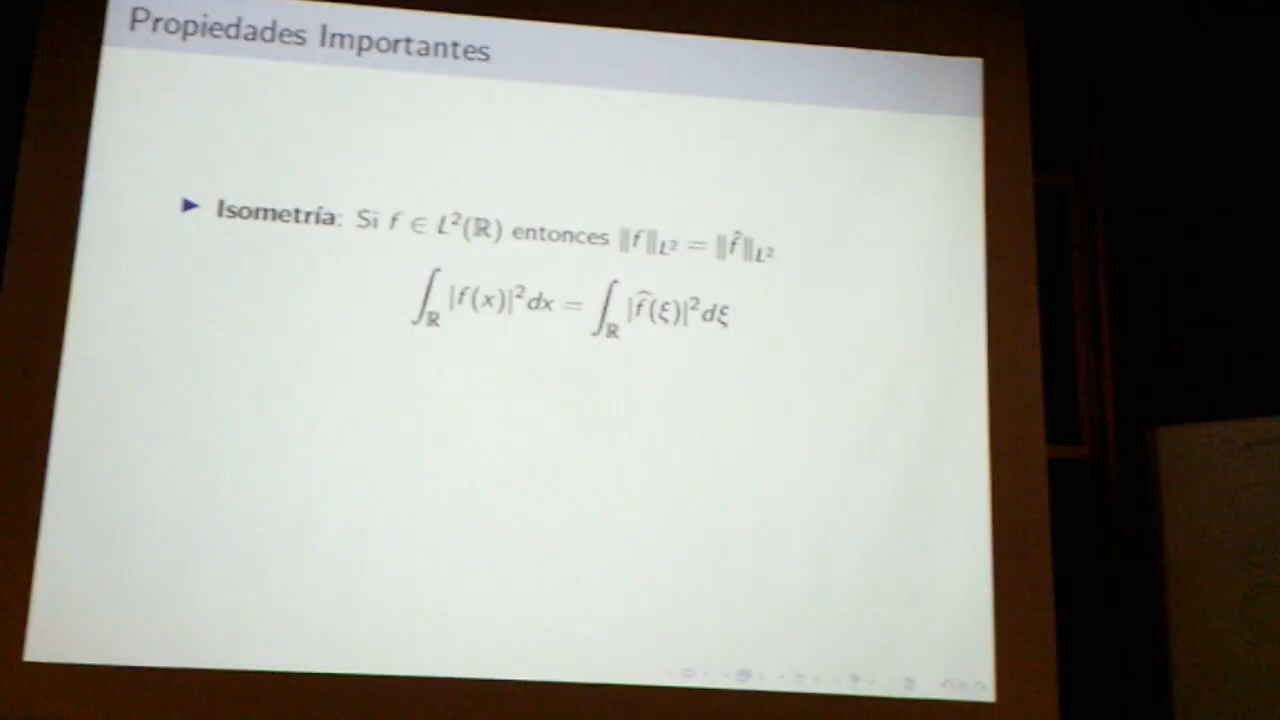 Propiedades Importantes
▶ Isometría: Si f ∈ L²(ℝ) entonces ‖f‖_{L²} = ‖f̂‖_{L²}
∫_ℝ |f(x)|² dx = ∫_ℝ |f̂(ξ)|² dξ